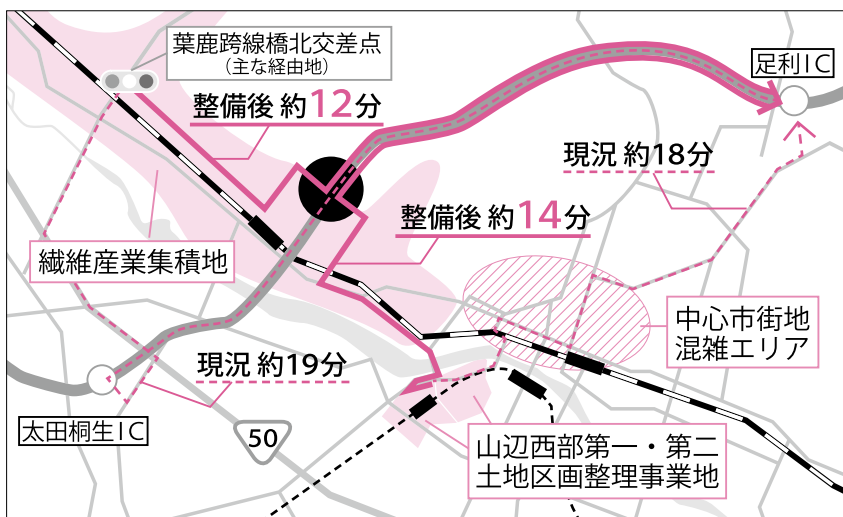 葉鹿跨線橋北交差点
（主な経由地）
足利IC
整備後 約12分
現況 約18分
整備後 約14分
繊維産業集積地
中心市街地
混雑エリア
現況 約19分
太田桐生IC
50
山辺西部第一・第二
土地区画整理事業地